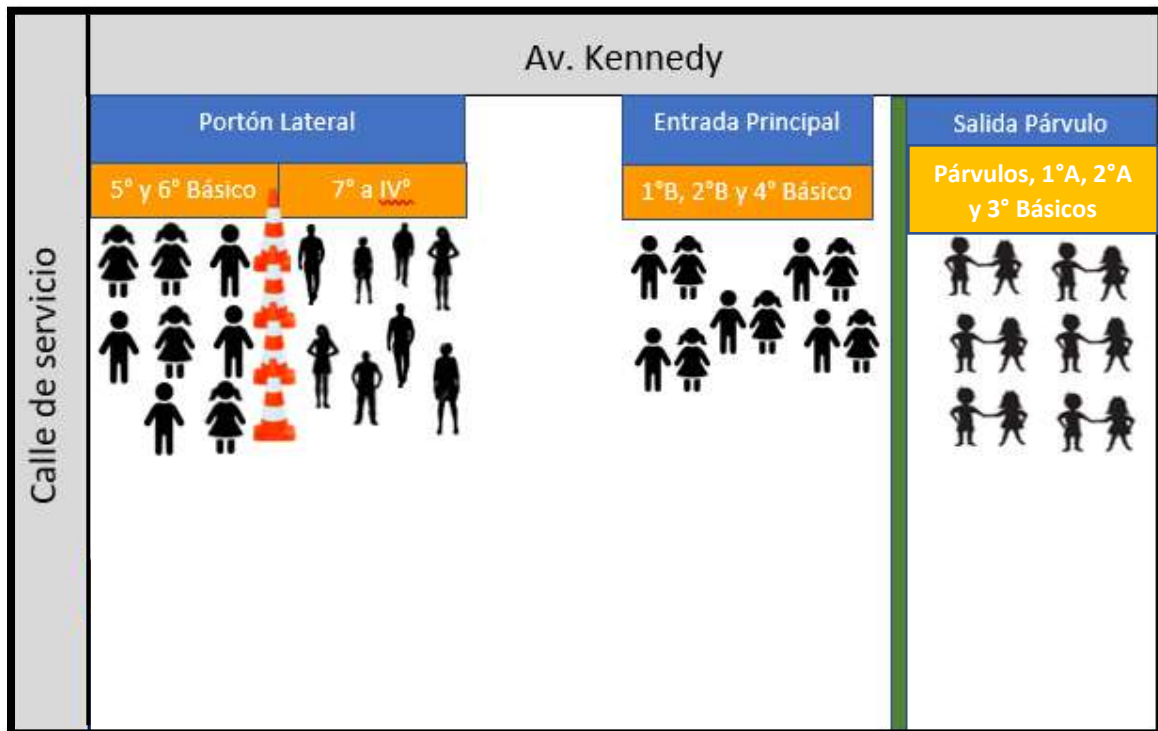 Av. Kennedy
Calle de servicio
Portón Lateral
5° y 6° Básico
7° a IV°
Entrada Principal
1°B, 2°B y 4° Básico
Salida Párvulo
Párvulos, 1°A, 2°A
y 3° Básicos